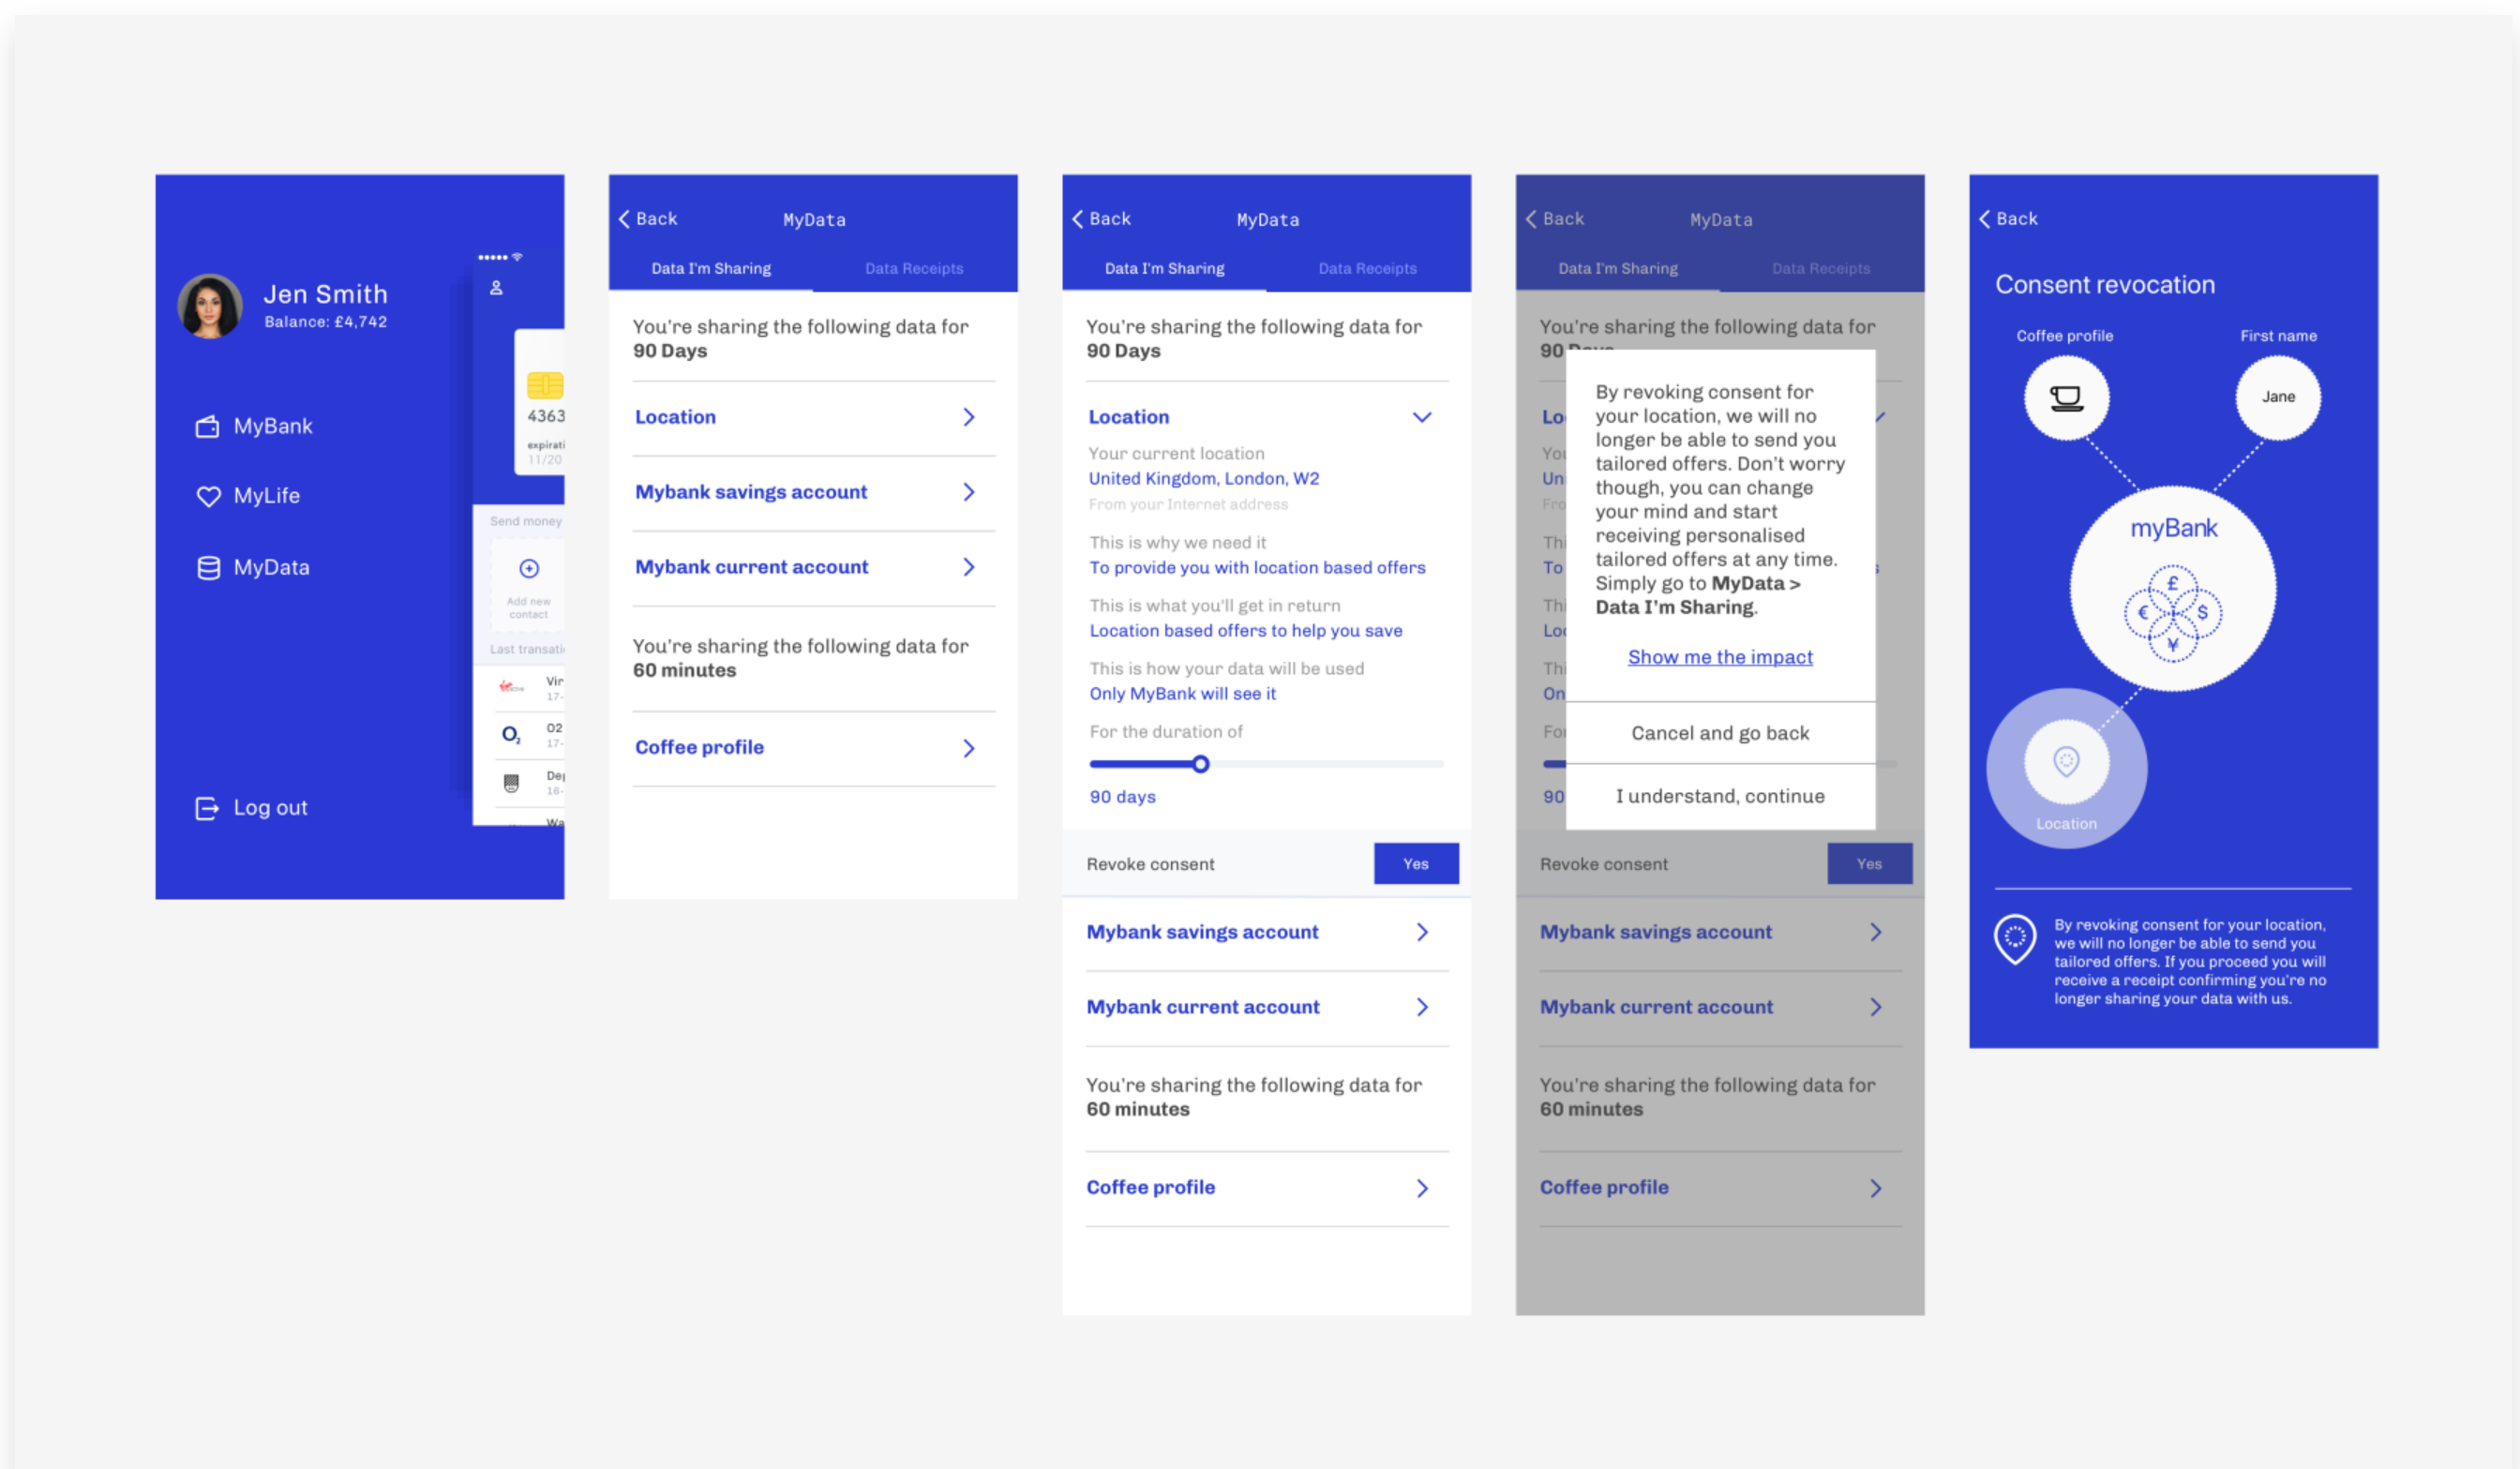 Jen Smith
Balance: £4,742
MyBank
MyLife
MyData
Log out
4363
expirati
11/20
Send money
Add new
contact
Last transati
Vir
17-
O2
O2
17-
Dep
16-
Wa
Back
MyData
Data I'm Sharing
Data Receipts
You're sharing the following data for
90 Days
Location
Mybank savings account
Mybank current account
You're sharing the following data for
60 minutes
Coffee profile
Back
MyData
Data I'm Sharing
Data Receipts
You're sharing the following data for
90 Days
Location
Your current location
United Kingdom, London, W2
From your Internet address
This is why we need it
To provide you with location based offers
This is what you'll get in return
Location based offers to help you save
This is how your data will be used
Only MyBank will see it
For the duration of
90 days
Revoke consent
Yes
Mybank savings account
Mybank current account
You're sharing the following data for
60 minutes
Coffee profile
Back
MyData
Data I'm Sharing
Data Receipts
You're sharing the following data for
90
By revoking consent for
your location, we will no
longer be able to send you
tailored offers. Don't worry
though, you can change
your mind and start
receiving personalised
tailored offers at any time.
Simply go to MyData >
Data I'm Sharing.
Show me the impact
Cancel and go back
I understand, continue
90
Revoke consent
Yes
Mybank savings account
Mybank current account
You're sharing the following data for
60 minutes
Coffee profile
Back
Consent revocation
Coffee profile
First name
Jane
myBank
£
€
$
¥
Location
By revoking consent for your location,
we will no longer be able to send you
tailored offers. If you proceed you will
receive a receipt confirming you're no
longer sharing your data with us.